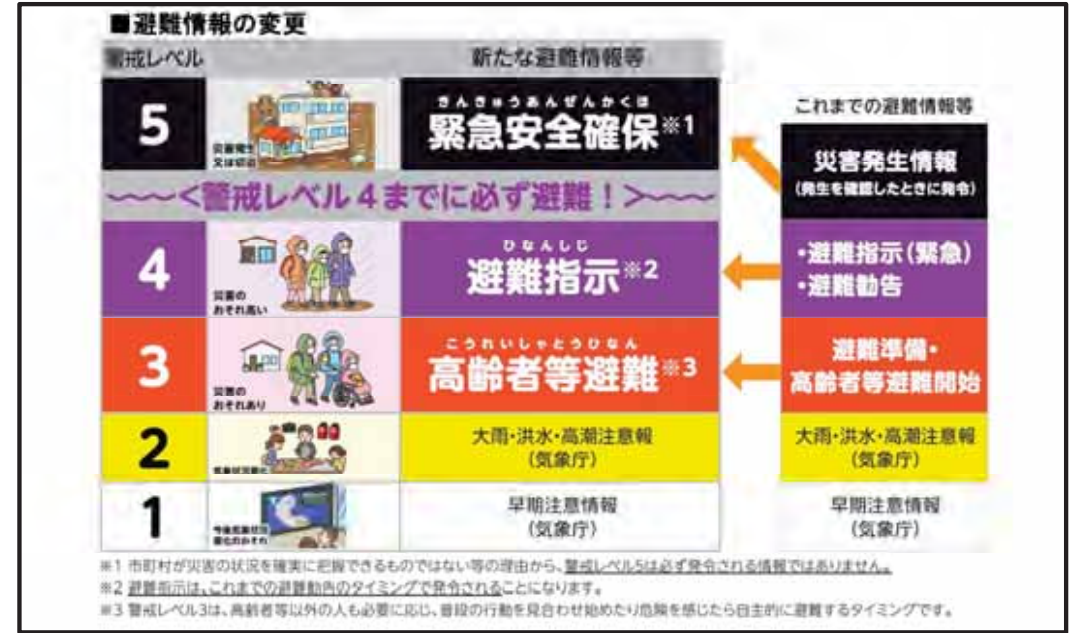 ■避難情報の変更
警戒レベル
新たな避難情報等
これまでの避難情報等
5
災害発生
又は切迫
きんきゅうあんぜんかくほ
緊急安全確保※1
災害発生情報
(発生を確認したときに発令)
〜〜〜<警戒レベル4までに必ず避難！>〜〜〜
4
災害の
おそれ高い
ひなんしじ
避難指示※2
・避難指示(緊急)
・避難勧告
3
災害の
おそれあり
こうれいしゃとうひなん
高齢者等避難※3
避難準備・
高齢者等避難開始
2
気象状況悪化
大雨・洪水・高潮注意報
(気象庁)
大雨・洪水・高潮注意報
(気象庁)
1
今後気象状況
悪化のおそれ
早期注意情報
(気象庁)
早期注意情報
(気象庁)
※1 市町村が災害の状況を確実に把握できるものではない等の理由から、警戒レベル5は必ず発令される情報ではありません。
※2 避難指示は、これまでの避難勧告のタイミングで発令されることになります。
※3 警戒レベル3は、高齢者等以外の人も必要に応じ、普段の行動を見合わせ始めたり危険を感じたら自主的に避難するタイミングです。